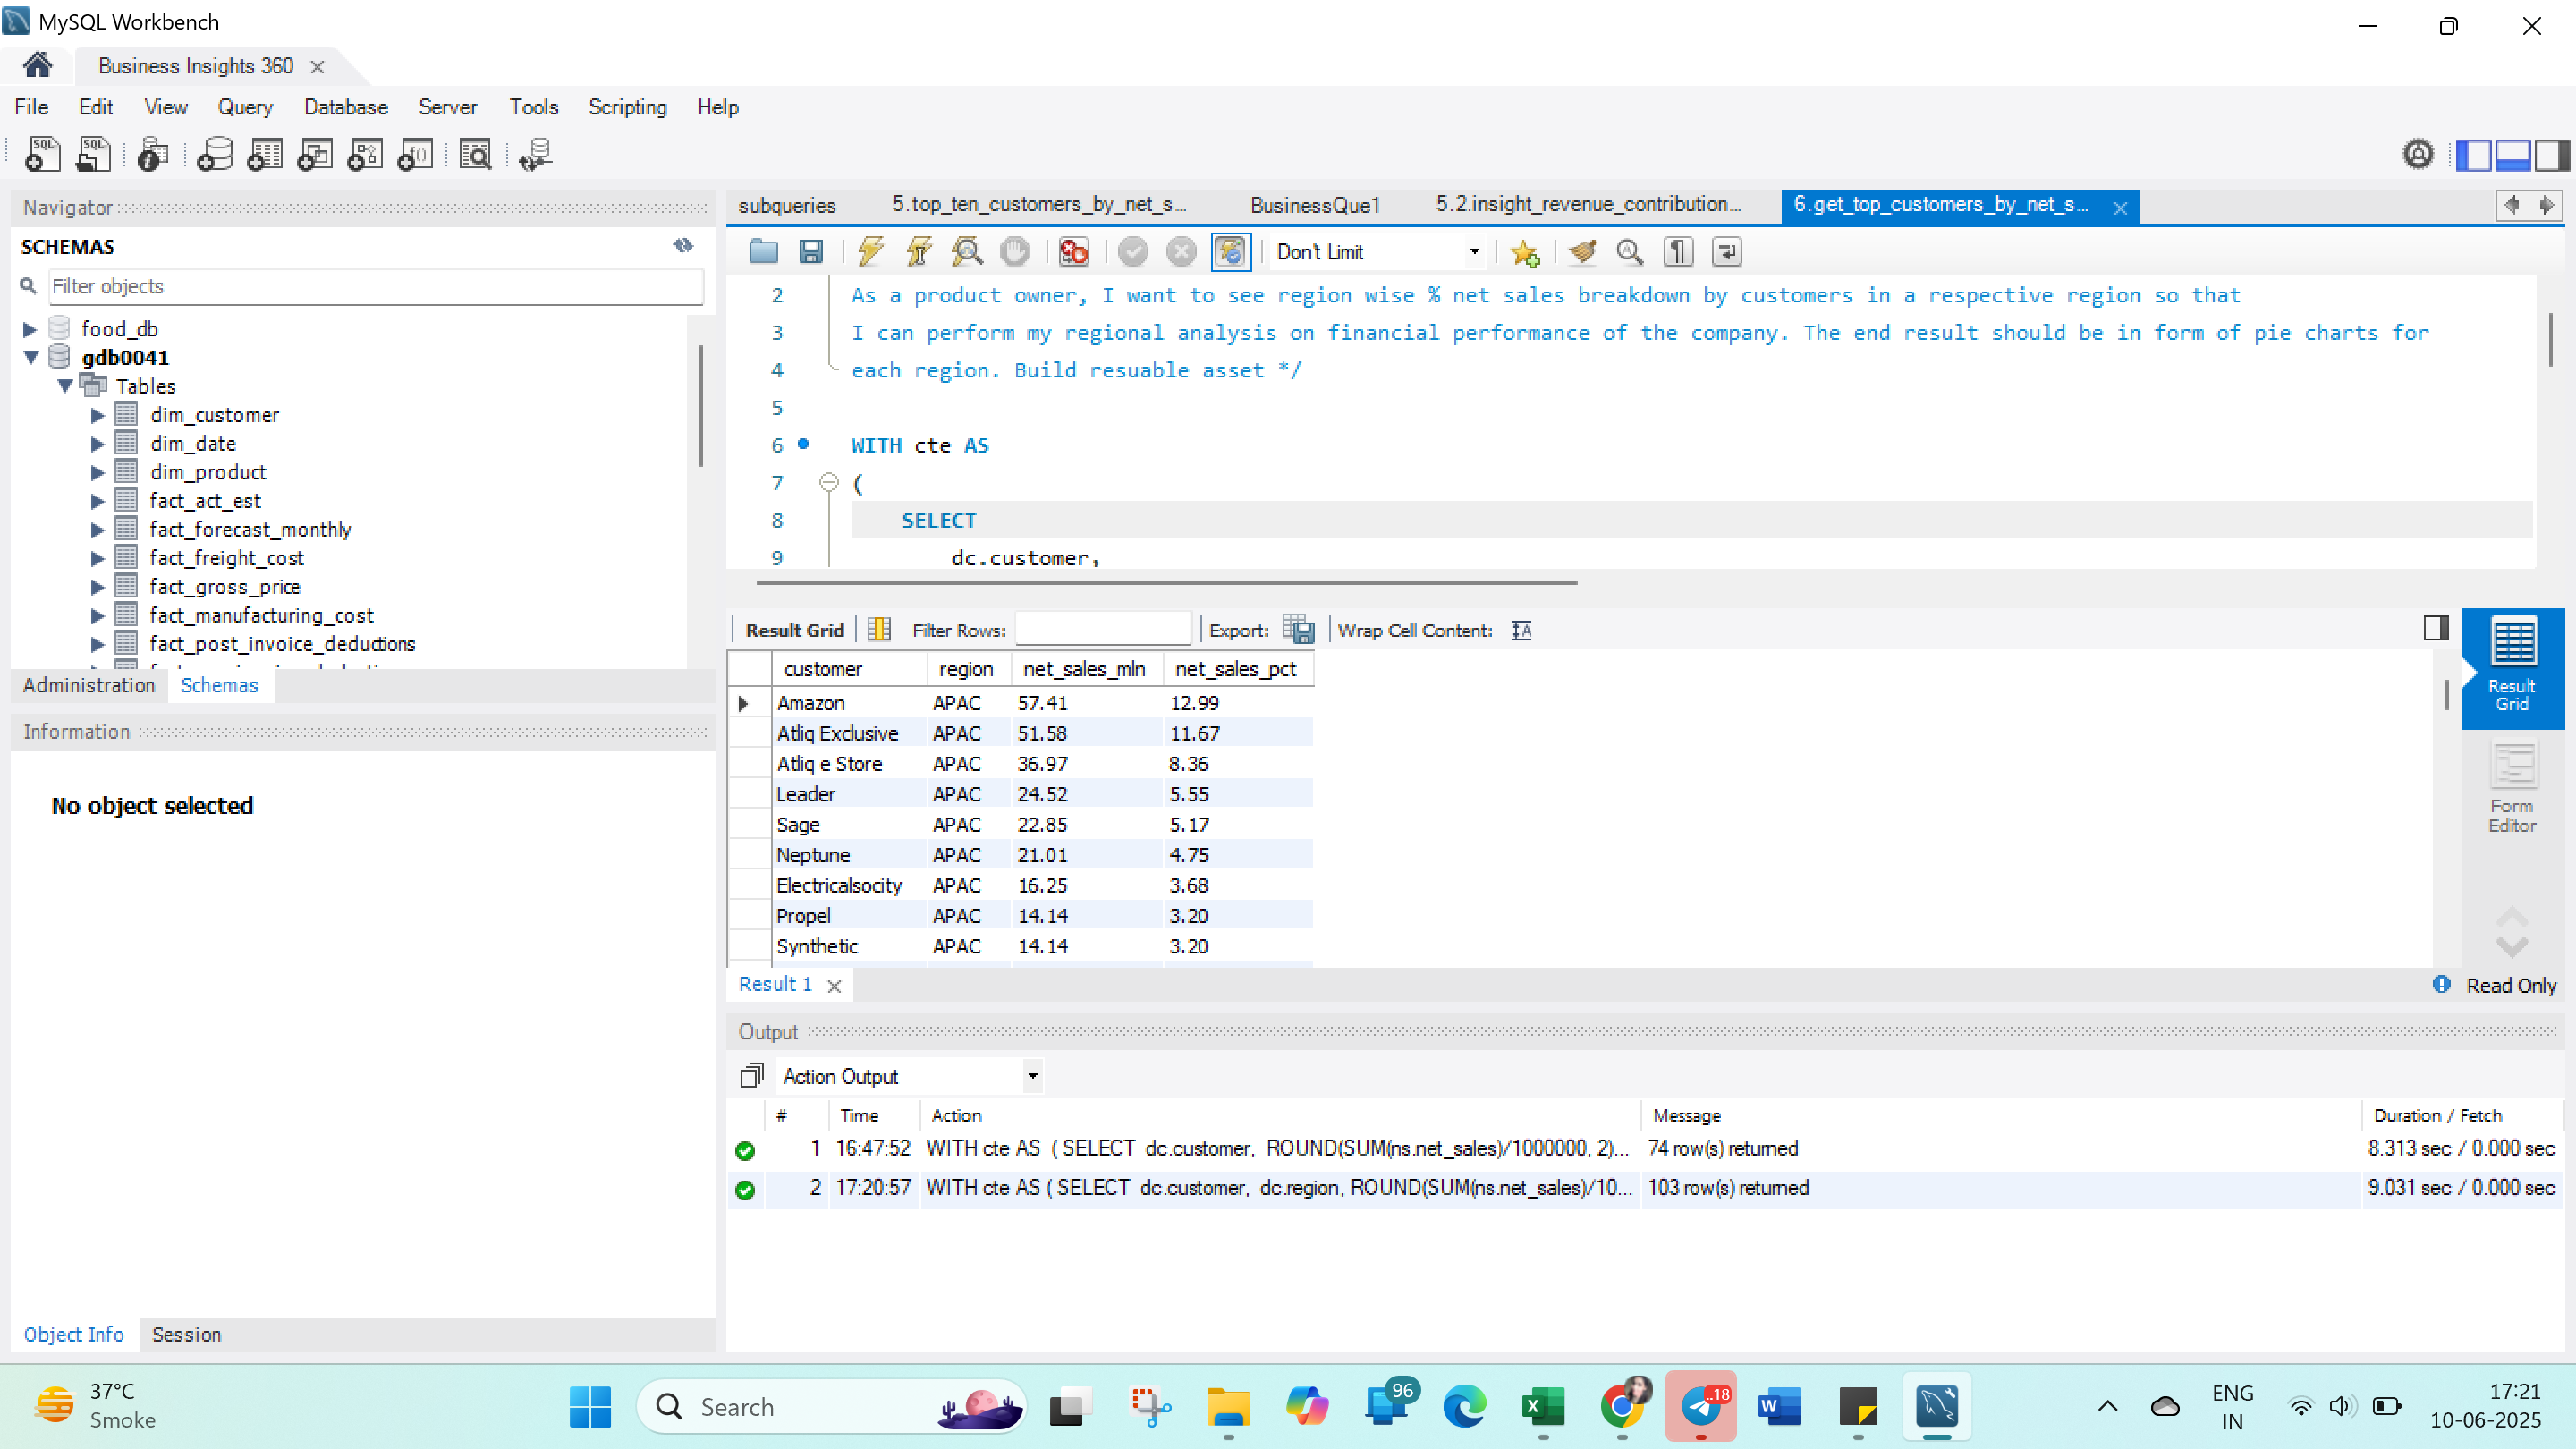 MySQL Workbench
Business Insights 360
File Edit View Query Database Server Tools Scripting Help
Navigator
SCHEMAS
Filter objects
food_db
gdb0041
Tables
dim_customer
dim_date
dim_product
fact_act_est
fact_forecast_monthly
fact_freight_cost
fact_gross_price
fact_manufacturing_cost
fact_post_invoice_deductions
Administration Schemas
Information
No object selected
Object Info Session
subqueries 5.top_ten_customers_by_net_s... BusinessQue1 5.2.insight_revenue_contribution... 6.get_top_customers_by_net_s...
Don't Limit
2 As a product owner, I want to see region wise % net sales breakdown by customers in a respective region so that
3 I can perform my regional analysis on financial performance of the company. The end result should be in form of pie charts for
4 each region. Build resuable asset */
5
6 WITH cte AS
7 (
8 SELECT
9 dc.customer,
Result Grid Filter Rows: Export: Wrap Cell Content:
customer region net_sales_mln net_sales_pct
Amazon APAC 57.41 12.99
Atliq Exclusive APAC 51.58 11.67
Atliq e Store APAC 36.97 8.36
Leader APAC 24.52 5.55
Sage APAC 22.85 5.17
Neptune APAC 21.01 4.75
Electricalsocity APAC 16.25 3.68
Propel APAC 14.14 3.20
Synthetic APAC 14.14 3.20
Result
Grid
Form
Editor
Result 1
Read Only
Output
Action Output
# Time Action Message Duration / Fetch
1 16:47:52 WITH cte AS ( SELECT dc.customer, ROUND(SUM(ns.net_sales)/1000000, 2)... 74 row(s) returned 8.313 sec / 0.000 sec
2 17:20:57 WITH cte AS ( SELECT dc.customer, dc.region, ROUND(SUM(ns.net_sales)/10... 103 row(s) returned 9.031 sec / 0.000 sec
37°C
Smoke
Search
96
..18
ENG
IN
17:21
10-06-2025